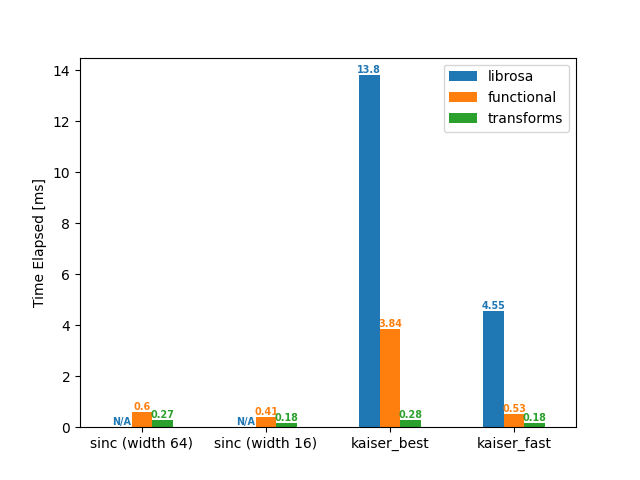 librosa
functional
transforms
Time Elapsed [ms]
14
12
10
8
6
4
2
0
N/A
0.6
0.27
N/A
0.41
0.18
13.8
3.84
0.28
4.55
0.53
0.18
sinc (width 64)
sinc (width 16)
kaiser_best
kaiser_fast